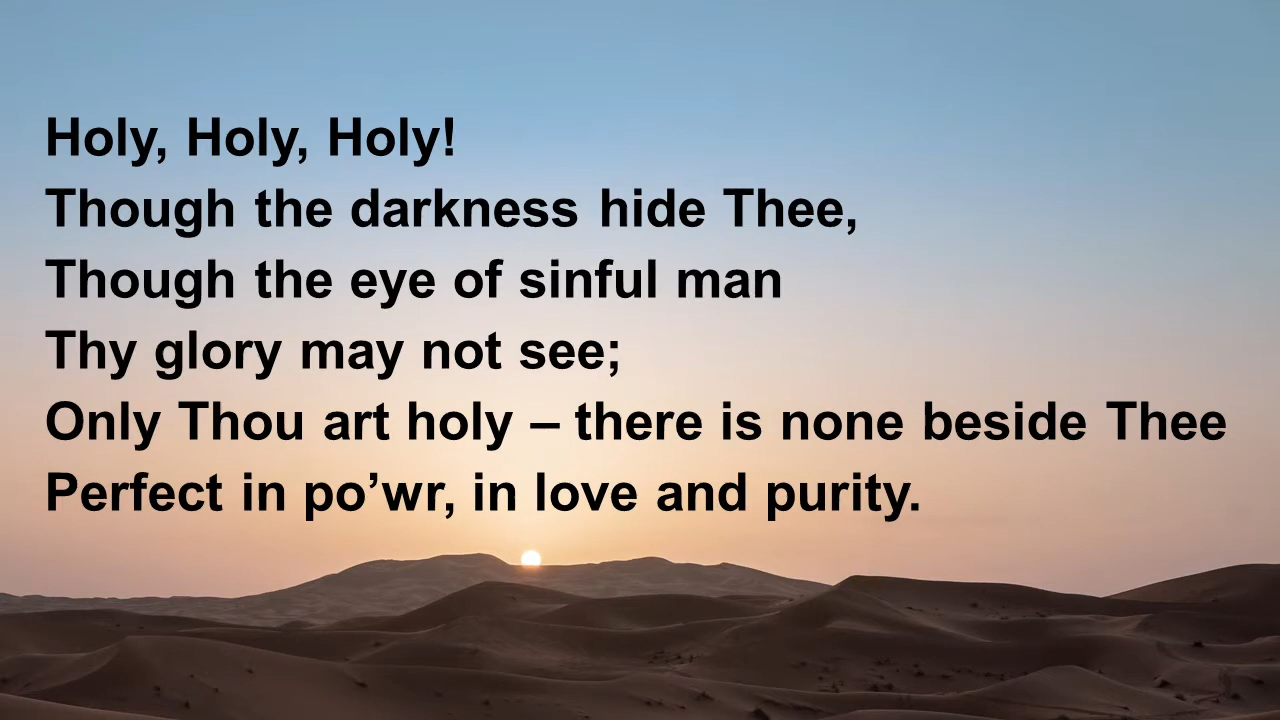 Holy, Holy, Holy!
Though the darkness hide Thee,
Though the eye of sinful man
Thy glory may not see;
Only Thou art holy – there is none beside Thee
Perfect in po’wr, in love and purity.